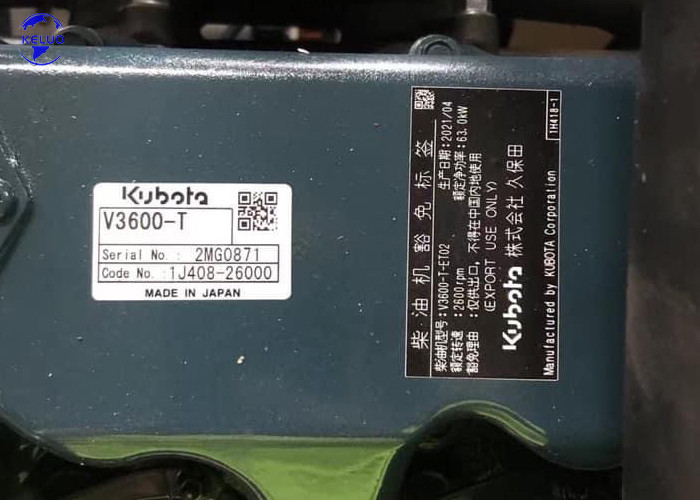 KELUO
Kubota
V3600-T
Serial No. : 2MG0871
Code No. : 1J408-26000
MADE IN JAPAN
柴油机豁免标签
柴油机型号:V3600-T-ET02 生产日期:2021/04
额定转速 :2600rpm 额定净功率:63.0kW
豁免理由 :仅供出口，不得在中国内地使用
(EXPORT USE ONLY)
Kubota 株式会社 久保田
Manufactured by KUBOTA Corporation 1H418-1